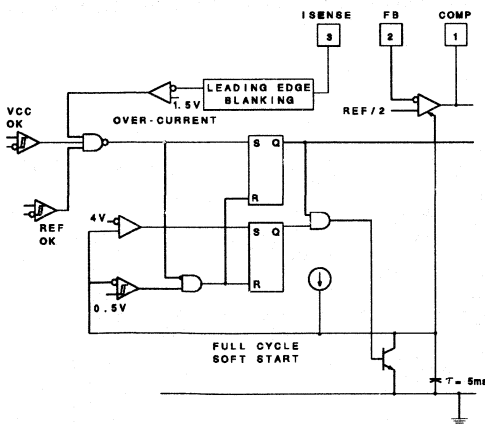 ISENSE FB COMP
3 2 1
LEADING EDGE
BLANKING
1.5V
REF/2
VCC
OK
OVER-CURRENT
S Q
R
REF
OK
4V
S Q
R
0.5V
FULL CYCLE
SOFT START
τ = 5ms